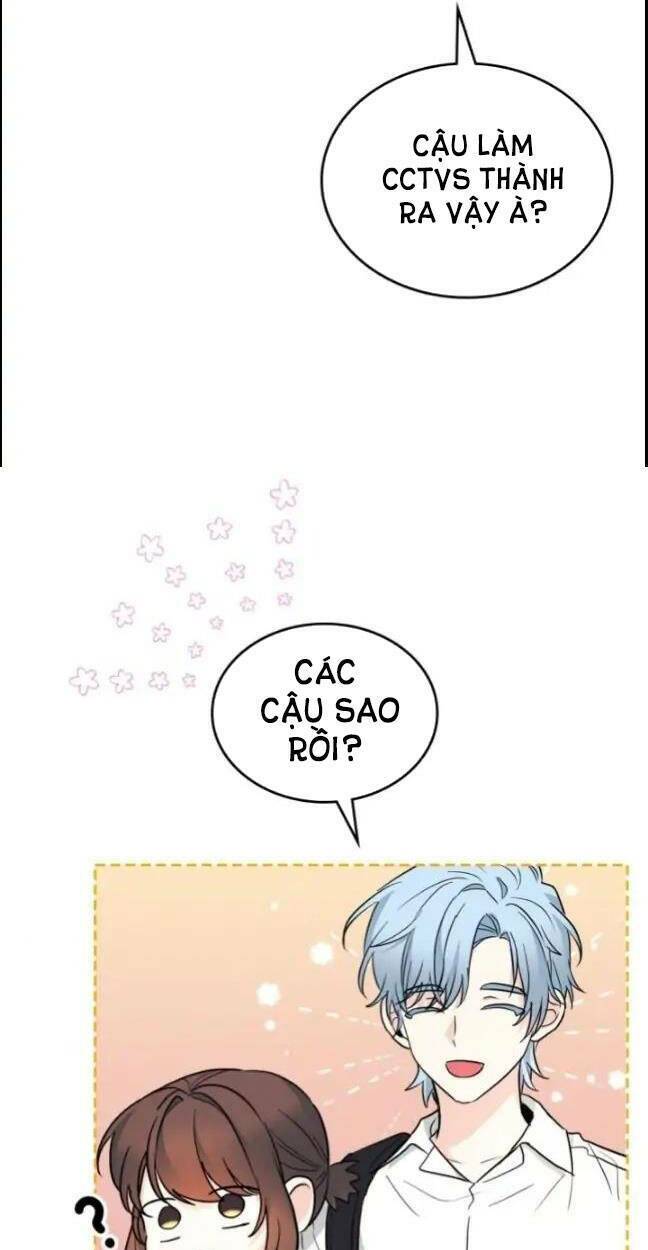 CẬU LÀM
CCTVS THÀNH
RA VẬY À?
CÁC
CẬU SAO
RỒI?
?